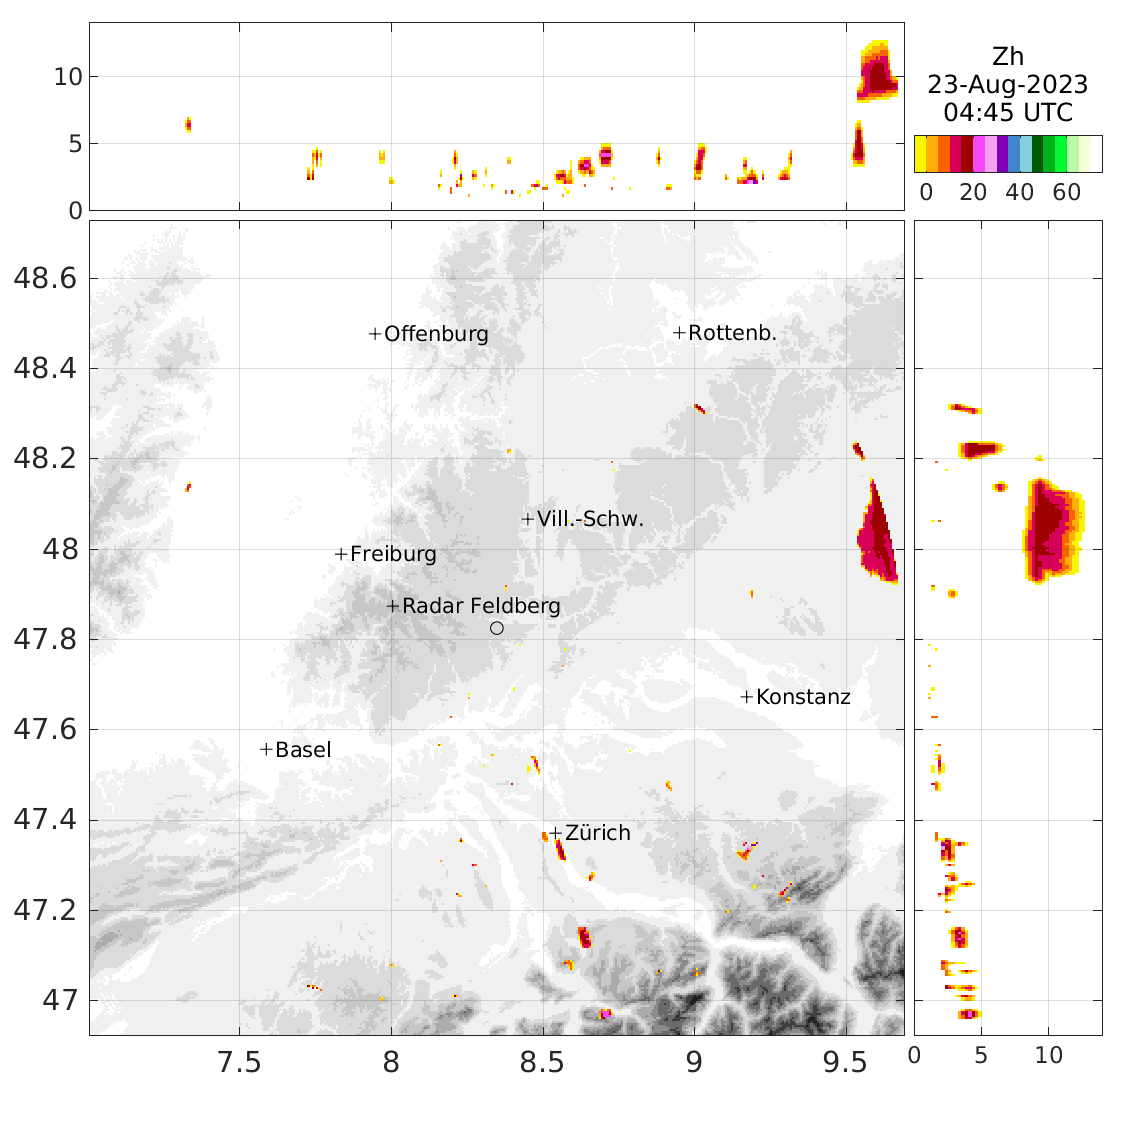 10
5
0
Zh
23-Aug-2023
04:45 UTC
0 20 40 60
48.6
48.4
48.2
48
47.8
47.6
47.4
47.2
47
+Offenburg
+Rottenb.
+Vill.-Schw.
+Freiburg
+Radar Feldberg
+Konstanz
+Basel
+Zürich
7.5 8 8.5 9 9.5
0 5 10